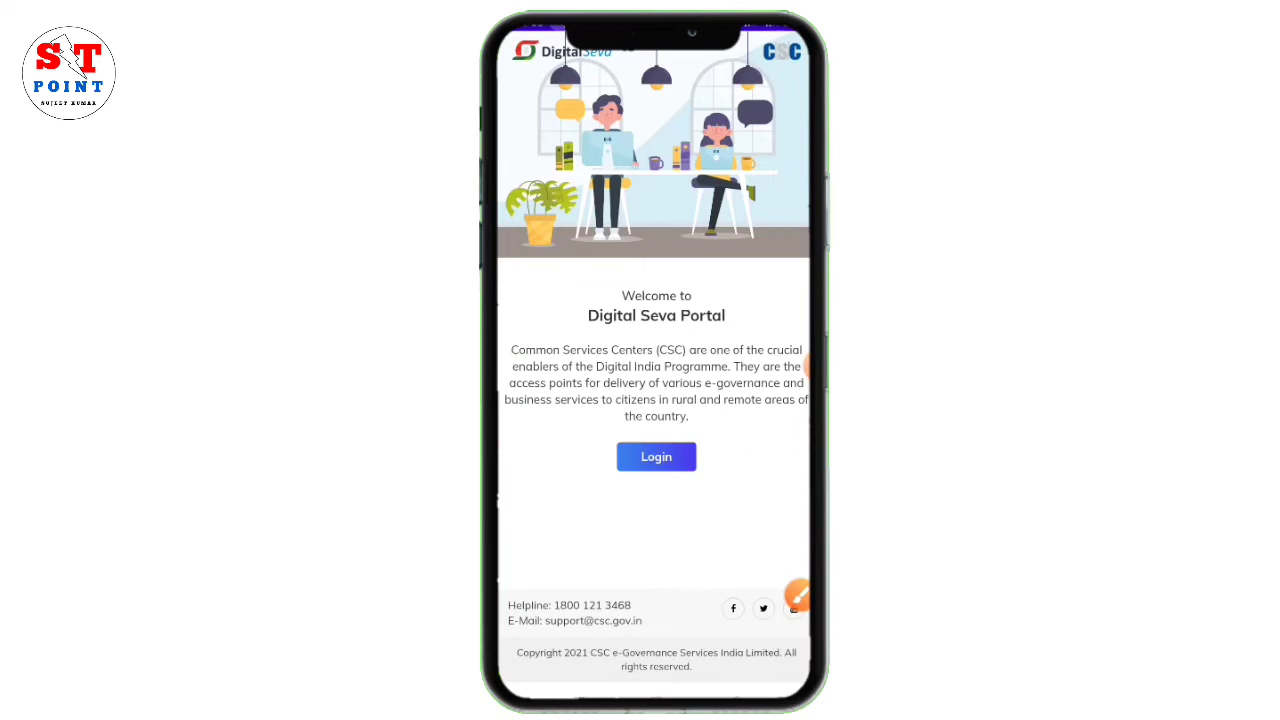 ST
POINT
SUJEET KUMAR
DigitalSeva
CSC
Welcome to
Digital Seva Portal
Common Services Centers (CSC) are one of the crucial
enablers of the Digital India Programme. They are the
access points for delivery of various e-governance and
business services to citizens in rural and remote areas of
the country.
Login
Helpline: 1800 121 3468
E-Mail: support@csc.gov.in
Copyright 2021 CSC e-Governance Services India Limited. All
rights reserved.